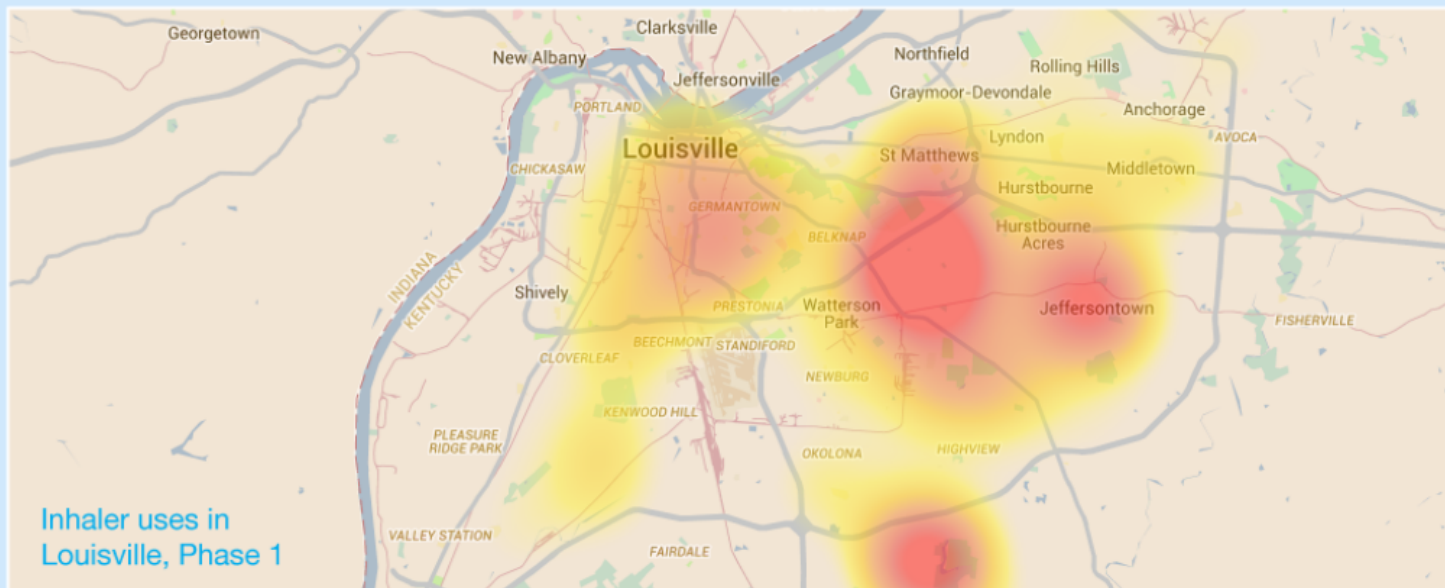 Georgetown
Clarksville
New Albany
Northfield
Rolling Hills
Jeffersonville
Graymoor-Devondale
PORTLAND
Anchorage
Lyndon
AVOCA
Louisville
St Matthews
CHICKASAW
Middletown
Hurstbourne
GERMANTOWN
Hurstbourne
Acres
BELKNAP
INDIANA
KENTUCKY
Shively
PRESTONIA
Watterson
Park
Jeffersontown
FISHERVILLE
BEECHMONT
STANDIFORD
CLOVERLEAF
NEWBURG
KENWOOD HILL
PLEASURE
RIDGE PARK
OKOLONA
HIGHVIEW
Inhaler uses in
Louisville, Phase 1
VALLEY STATION
FAIRDALE